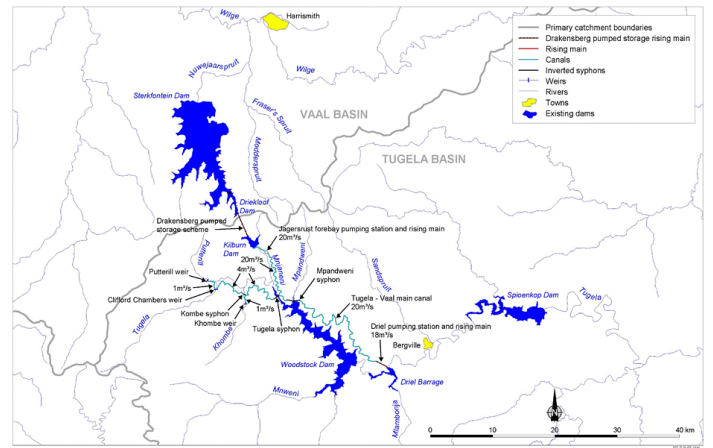 Wilge
Harrismith
Wilge
Nuwejaarspruit
Sterkfontein Dam
Fraser's Spruit
VAAL BASIN
Modderspruit
TUGELA BASIN
Primary catchment boundaries
Drakensberg pumped storage rising main
Rising main
Canals
Inverted syphons
Weirs
Rivers
Towns
Existing dams
Driekloof
Dam
Drakensberg pumped
storage scheme
Jagersrust forebay pumping station and rising main
20m³/s
Putterill
Kilburn
Dam
Mnjaneni
Mpandweni
Sandspruit
20m³/s
4m³/s
Mpandweni
syphon
Putterill weir
1m³/s
Clifford Chambers weir
Kombe syphon
Khombe weir
1m³/s
Tugela syphon
Tugela
Khombe
Tugela - Vaal main canal
20m³/s
Spioenkop Dam
Tugela
Driel pumping station and rising main
18m³/s
Bergville
Woodstock Dam
Driel Barrage
Mnweni
Mlambonja
N
0 10 20 30 40 km